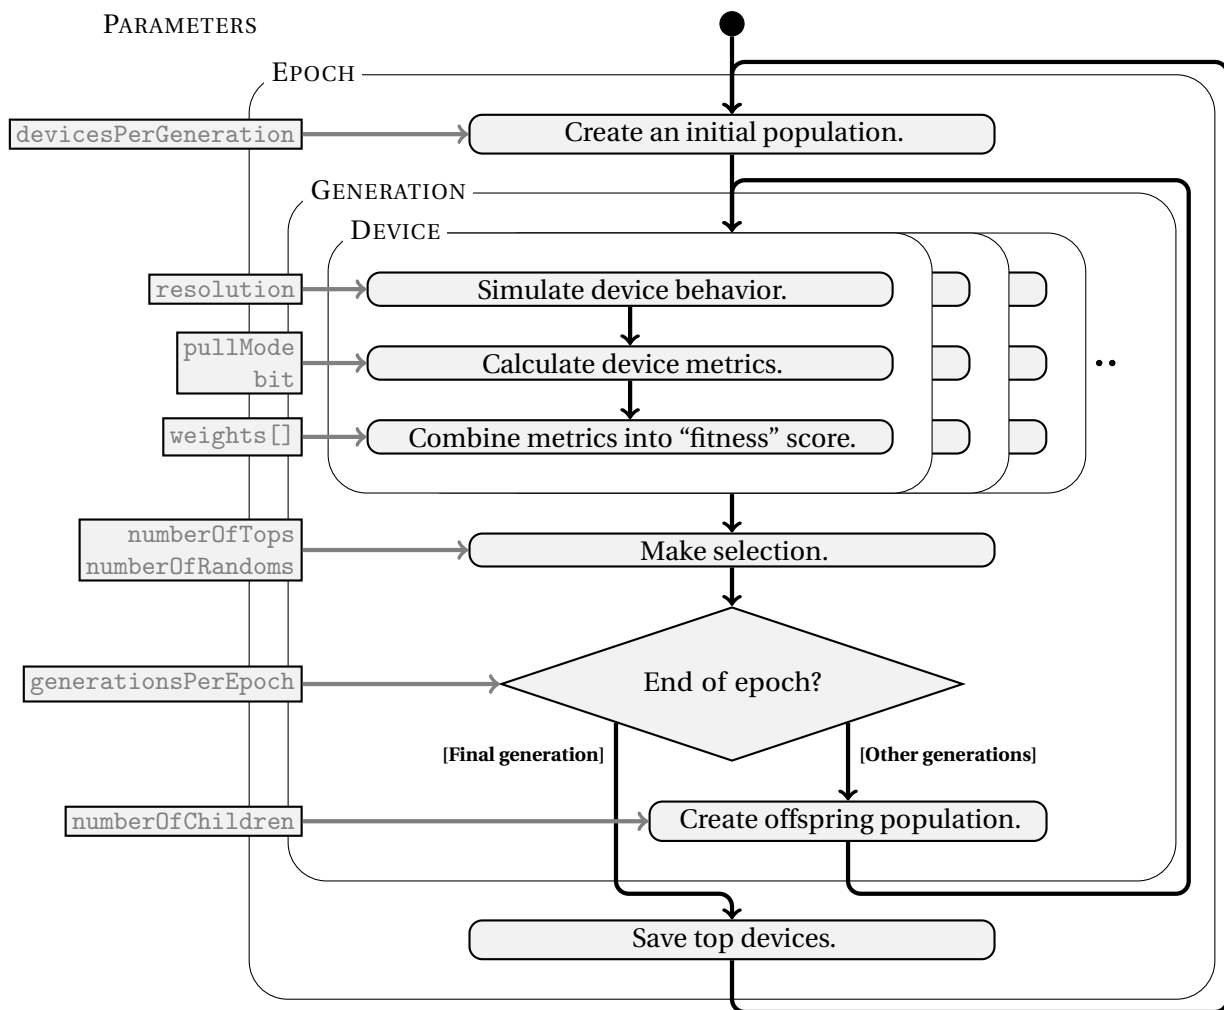 PARAMETERS
EPOCH
devicesPerGeneration
Create an initial population.
GENERATION
DEVICE
resolution
Simulate device behavior.
pullMode
bit
Calculate device metrics.
weights[]
Combine metrics into “fitness” score.
numberOfTops
numberOfRandoms
Make selection.
generationsPerEpoch
End of epoch?
[Final generation]
[Other generations]
numberOfChildren
Create offspring population.
Save top devices.